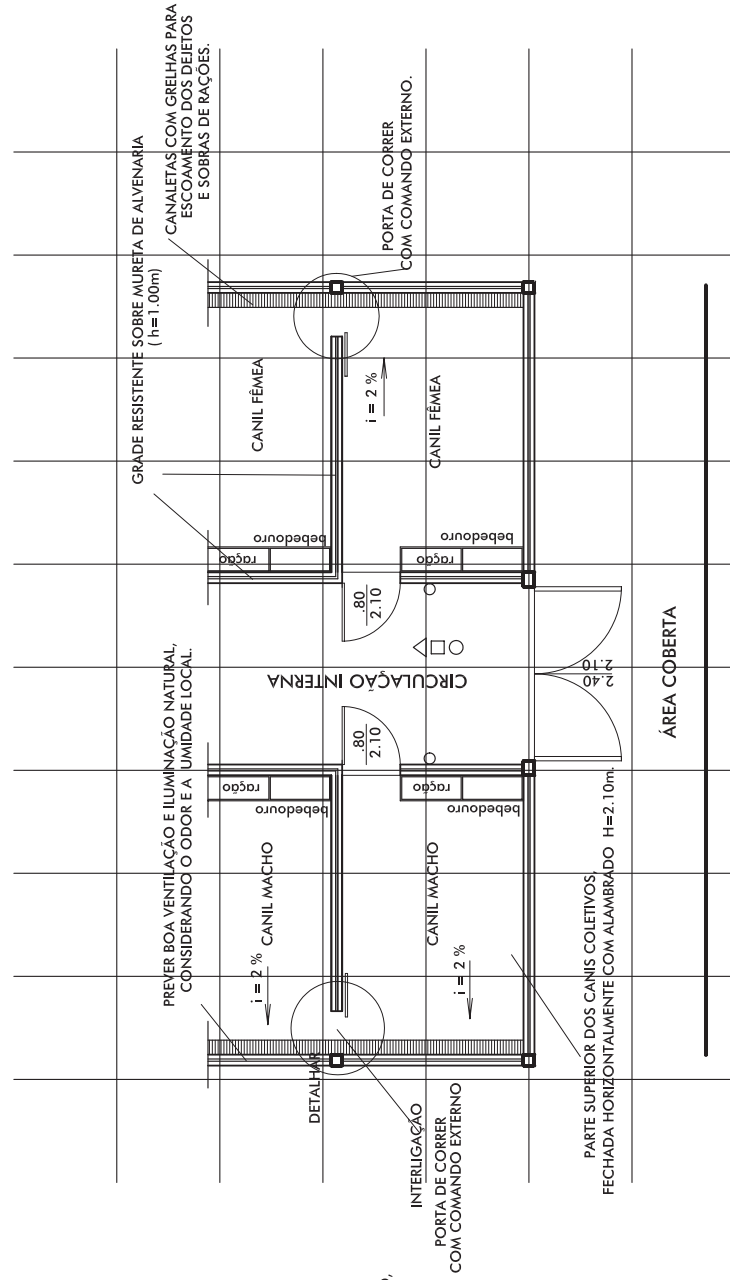 CANALETAS COM GRELHAS PARA
ESCOAMENTO DOS DEJETOS
E SOBRAS DE RAÇÕES.
GRADE RESISTENTE SOBRE MURETA DE ALVENARIA
( h=1.00m)
PORTA DE CORRER
COM COMANDO EXTERNO.
CANIL FÊMEA
CANIL FÊMEA
i = 2 %
bebedouro
ração
bebedouro
ração
.80
2.10
CIRCULAÇÃO INTERNA
.80
2.10
2.40
2.10
ÁREA COBERTA
PREVER BOA VENTILAÇÃO E ILUMINAÇÃO NATURAL,
CONSIDERANDO O ODOR E A UMIDADE LOCAL.
ração
bebedouro
ração
bebedouro
CANIL MACHO
CANIL MACHO
i = 2 %
i = 2 %
DETALHAR
INTERLIGAÇÃO
PORTA DE CORRER
COM COMANDO EXTERNO
PARTE SUPERIOR DOS CANIS COLETIVOS,
FECHADA HORIZONTALMENTE COM ALAMBRADO H=2.10m.